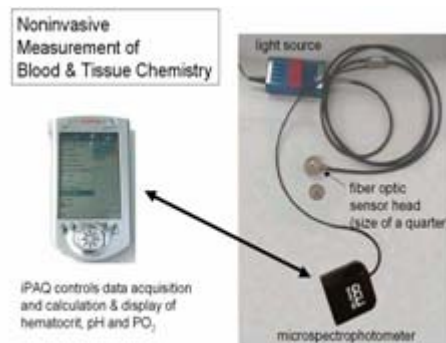 Noninvasive
Measurement of
Blood & Tissue Chemistry
light source
fiber optic
sensor head
(size of a quarter
iPAQ controls data acquisition
and calculation & display of
hematocrit, pH and PO2
microspectrophotometer